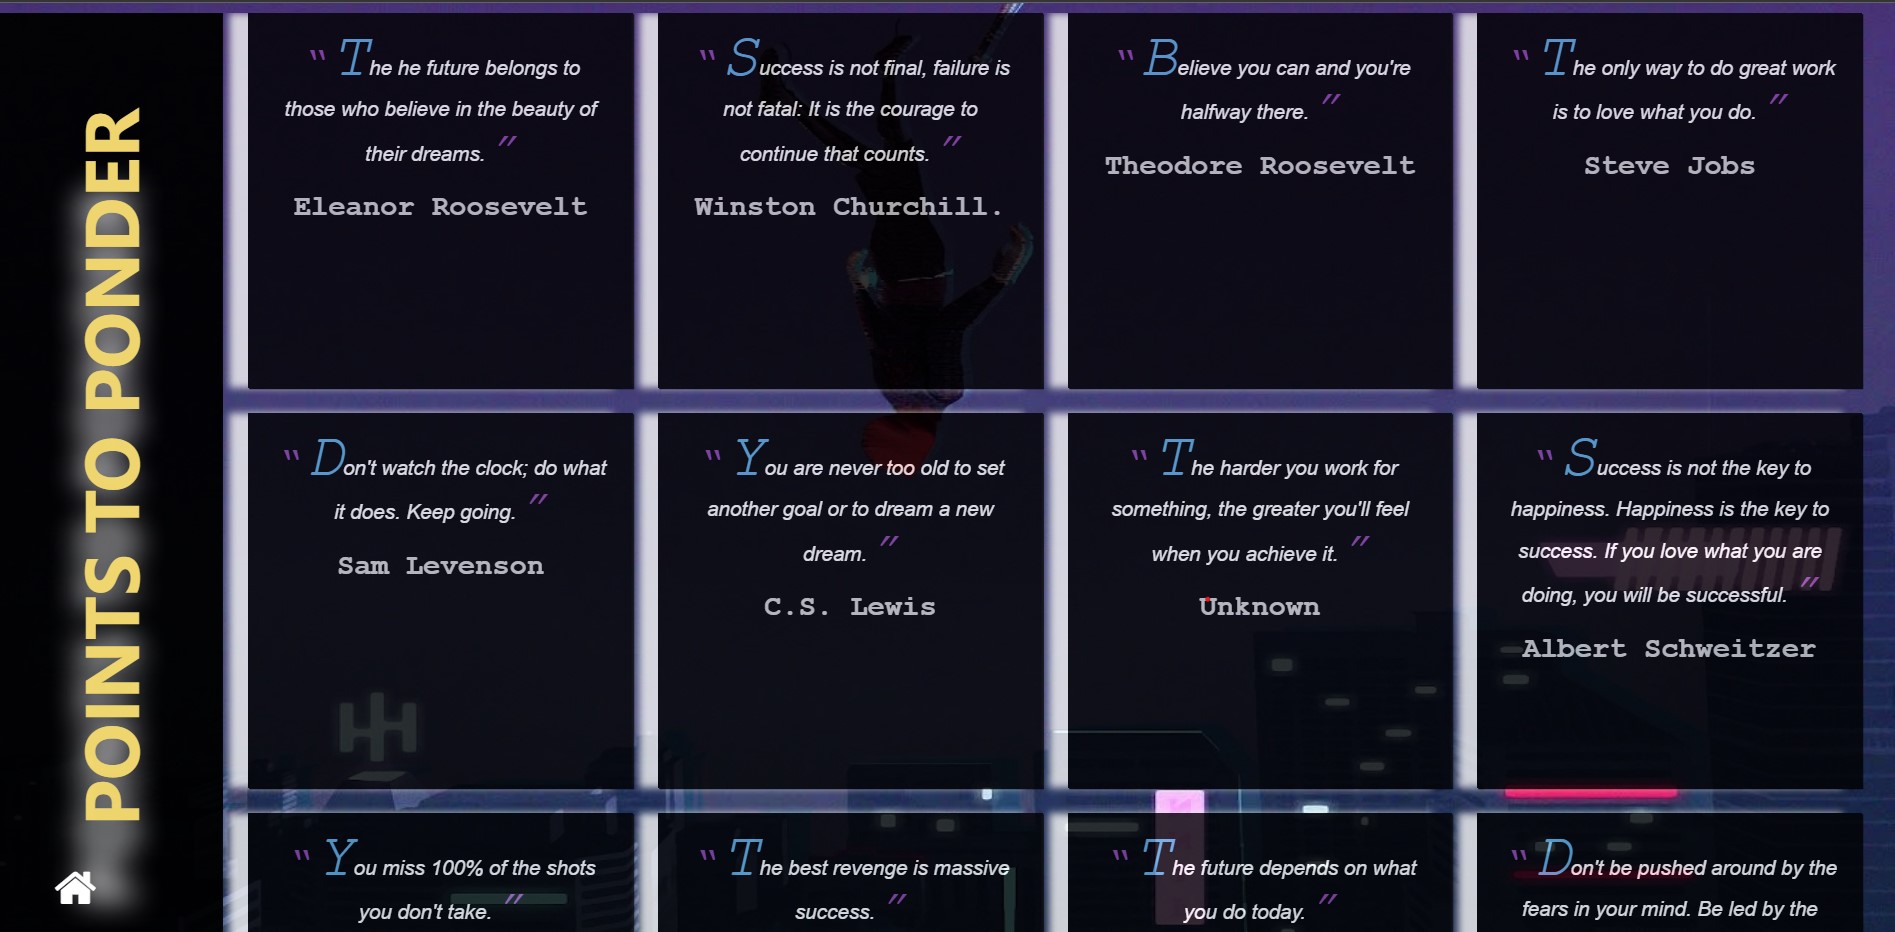 POINTS TO PONDER
" The he future belongs to
those who believe in the beauty of
their dreams. "
Eleanor Roosevelt
" Success is not final, failure is
not fatal: It is the courage to
continue that counts. "
Winston Churchill.
" Believe you can and you're
halfway there. "
Theodore Roosevelt
" The only way to do great work
is to love what you do. "
Steve Jobs
" Don't watch the clock; do what
it does. Keep going. "
Sam Levenson
" You are never too old to set
another goal or to dream a new
dream. "
C.S. Lewis
" The harder you work for
something, the greater you'll feel
when you achieve it. "
Unknown
" Success is not the key to
happiness. Happiness is the key to
success. If you love what you are
doing, you will be successful. "
Albert Schweitzer
" You miss 100% of the shots
you don't take. "
" The best revenge is massive
success. "
" The future depends on what
you do today. "
" Don't be pushed around by the
fears in your mind. Be led by the